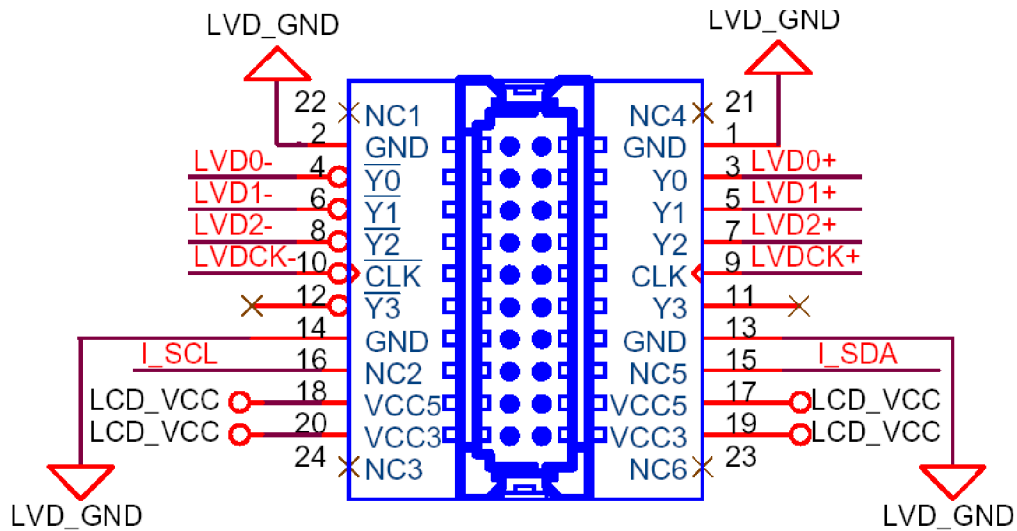 LVD_GND LVD_GND
22 NC1 NC4 21
2 GND GND 1
LVD0- 4 Y0 Y0 3 LVD0+
LVD1- 6 Y1 Y1 5 LVD1+
LVD2- 8 Y2 Y2 7 LVD2+
LVDCK- 10 CLK CLK 9 LVDCK+
12 Y3 Y3 11
14 GND GND 13
I_SCL 16 NC2 NC5 15 I_SDA
LCD_VCC 18 VCC5 VCC5 17 LCD_VCC
LCD_VCC 20 VCC3 VCC3 19 LCD_VCC
24 NC3 NC6 23
LVD_GND LVD_GND